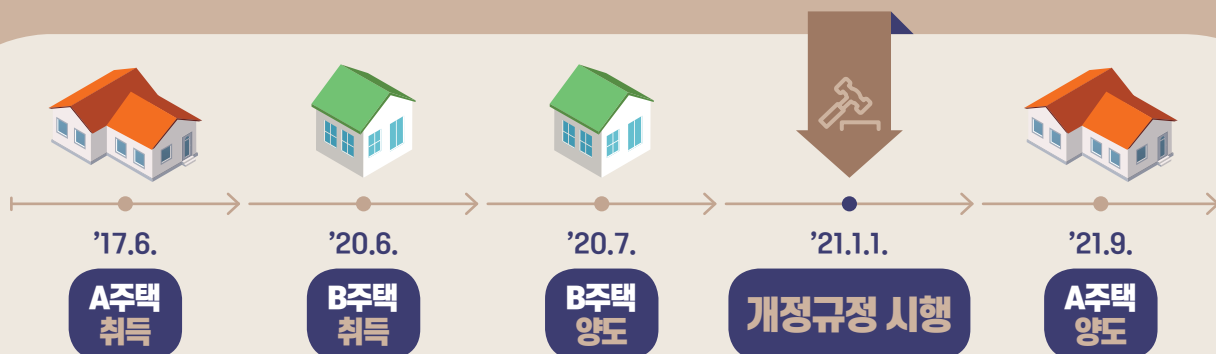 ’17.6.
A주택
취득
’20.6.
B주택
취득
’20.7.
B주택
양도
’21.1.1.
개정규정 시행
’21.9.
A주택
양도